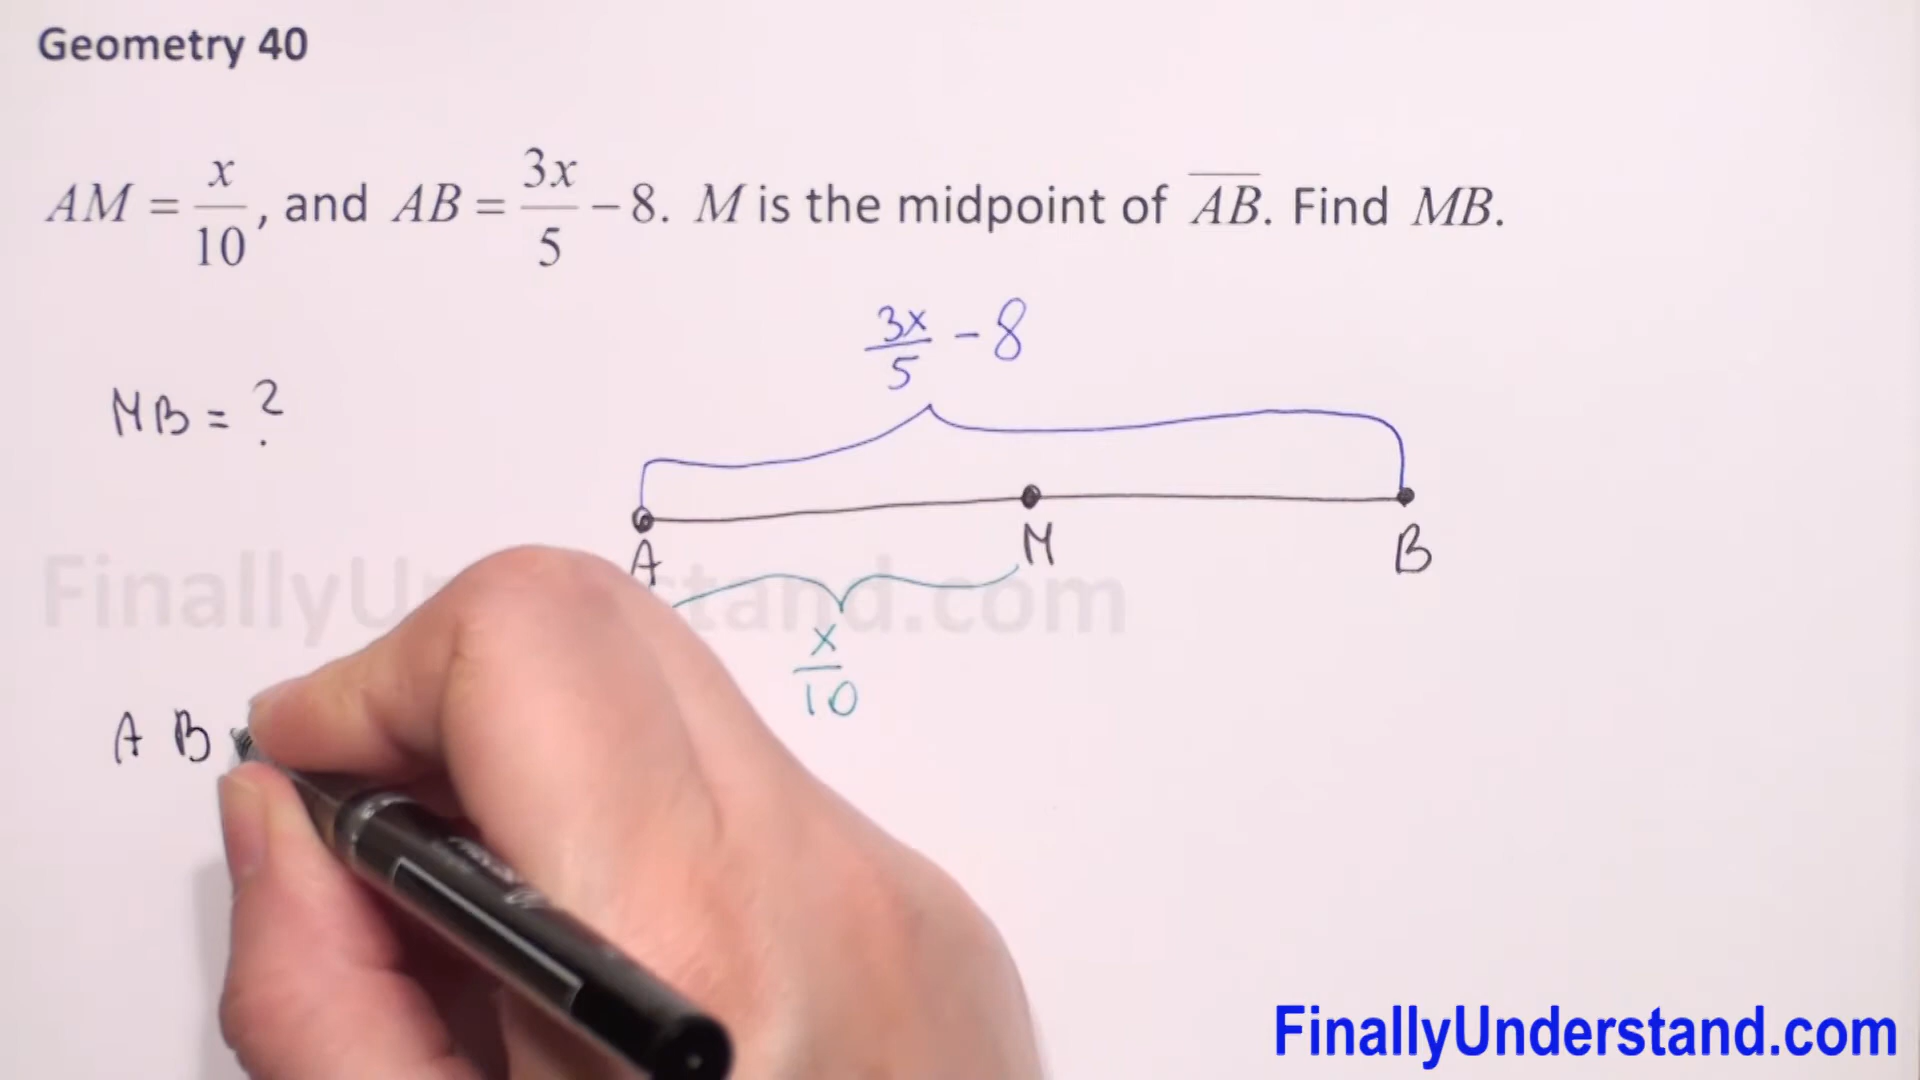 Geometry 40
AM = x/10, and AB = 3x/5 − 8. M is the midpoint of A̅B̅. Find MB.
3x/5 − 8
MB = ?
A M B
x/10
AB
FinallyUnderstand.com